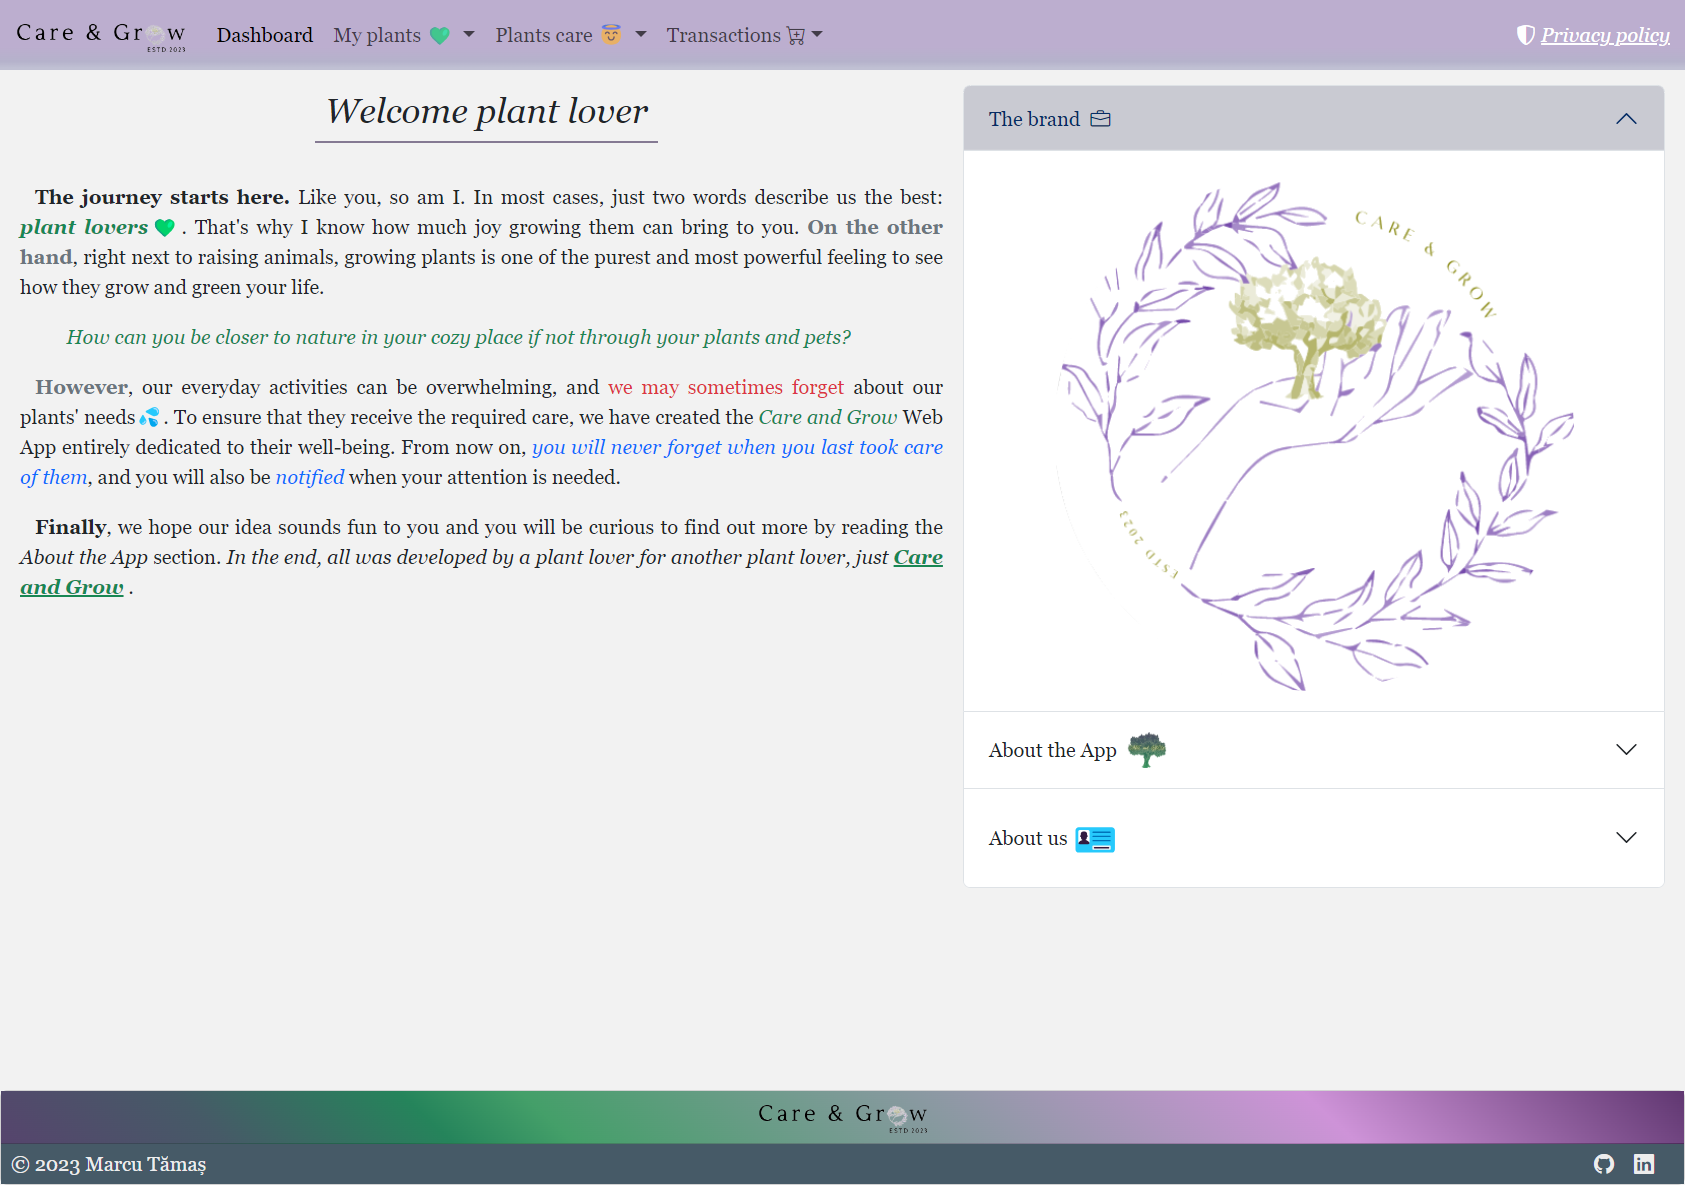 Care & Grow
ESTD 2023
Dashboard
My plants
Plants care
Transactions
Privacy policy
Welcome plant lover
The journey starts here. Like you, so am I. In most cases, just two words describe us the best:
plant lovers 💚 . That's why I know how much joy growing them can bring to you. On the other
hand, right next to raising animals, growing plants is one of the purest and most powerful feeling to see
how they grow and green your life.
How can you be closer to nature in your cozy place if not through your plants and pets?
However, our everyday activities can be overwhelming, and we may sometimes forget about our
plants' needs💦 . To ensure that they receive the required care, we have created the Care and Grow Web
App entirely dedicated to their well-being. From now on, you will never forget when you last took care
of them, and you will also be notified when your attention is needed.
Finally, we hope our idea sounds fun to you and you will be curious to find out more by reading the
About the App section. In the end, all was developed by a plant lover for another plant lover, just Care
and Grow .
The brand
CARE & GROW
ESTD 2023
About the App
About us
Care & Grow
ESTD 2023
© 2023 Marcu Tămaș
in